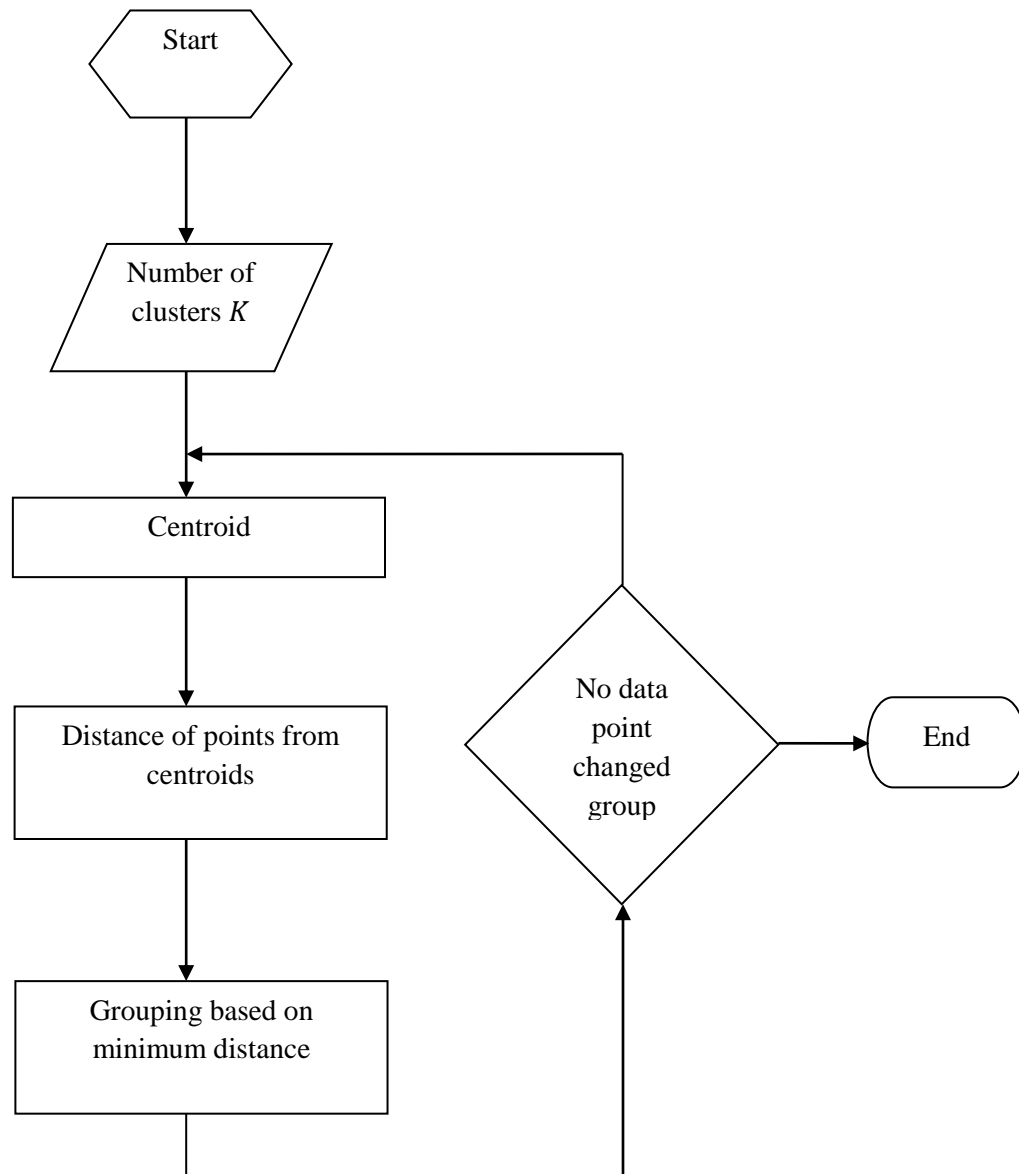 Start
Number of
clusters K
Centroid
Distance of points from
centroids
Grouping based on
minimum distance
No data
point
changed
group
End